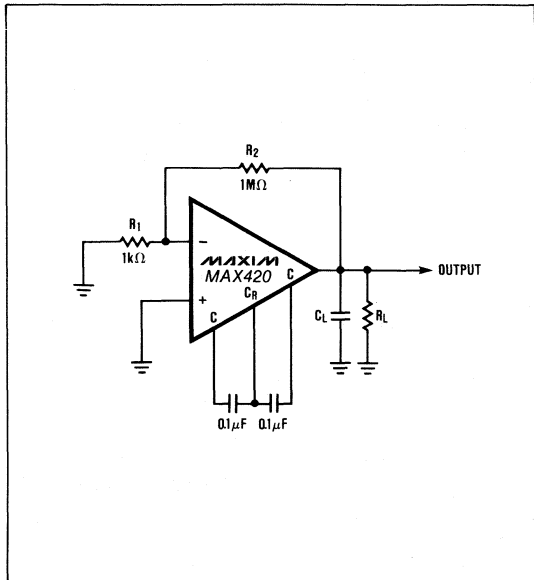 R2
1MΩ
R1
1kΩ
−
MAXIM
MAX420
+
C
CR
C
OUTPUT
CL
RL
0.1µF
0.1µF